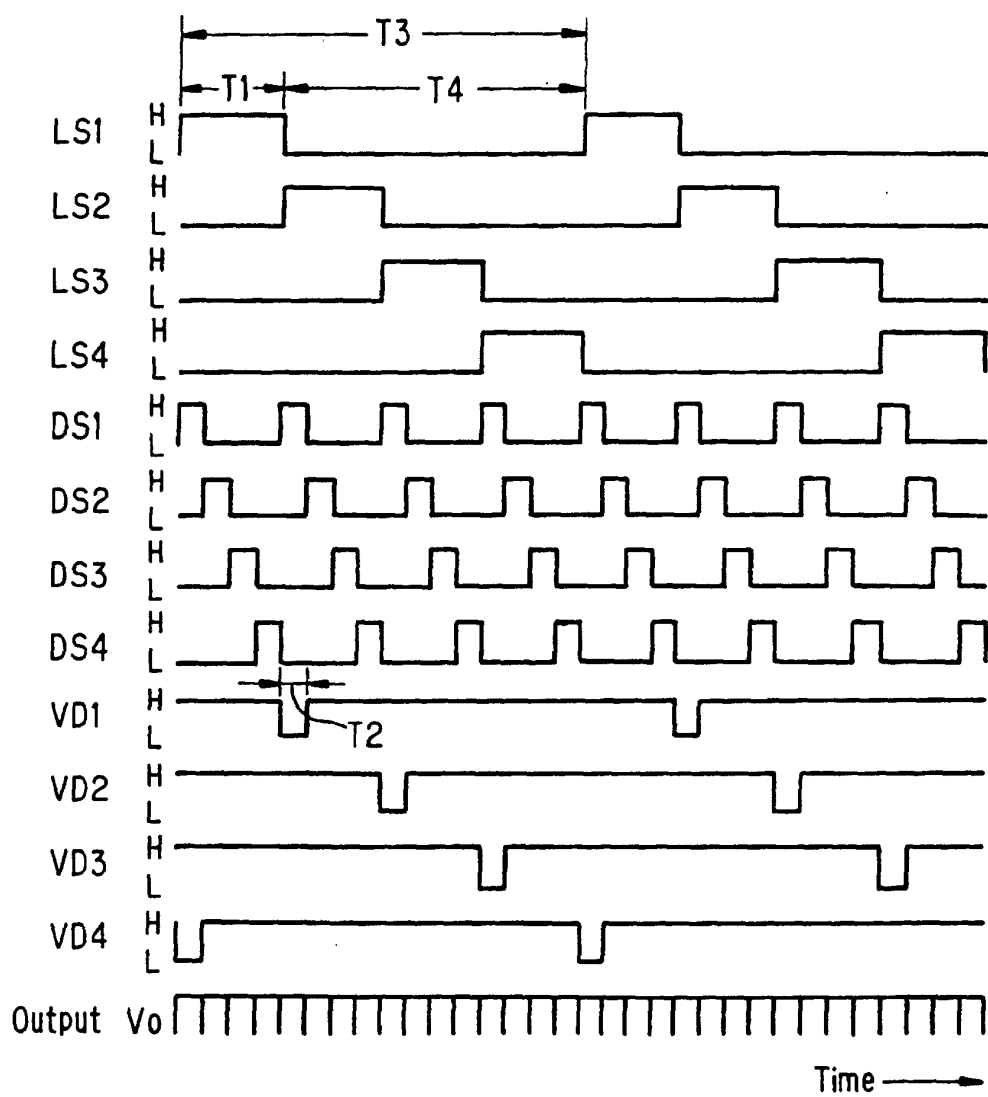 T3
T1 T4
LS1 H
L
LS2 H
L
LS3 H
L
LS4 H
L
DS1 H
L
DS2 H
L
DS3 H
L
DS4 H
L
VD1 H
L
T2
VD2 H
L
VD3 H
L
VD4 H
L
Output Vo
Time